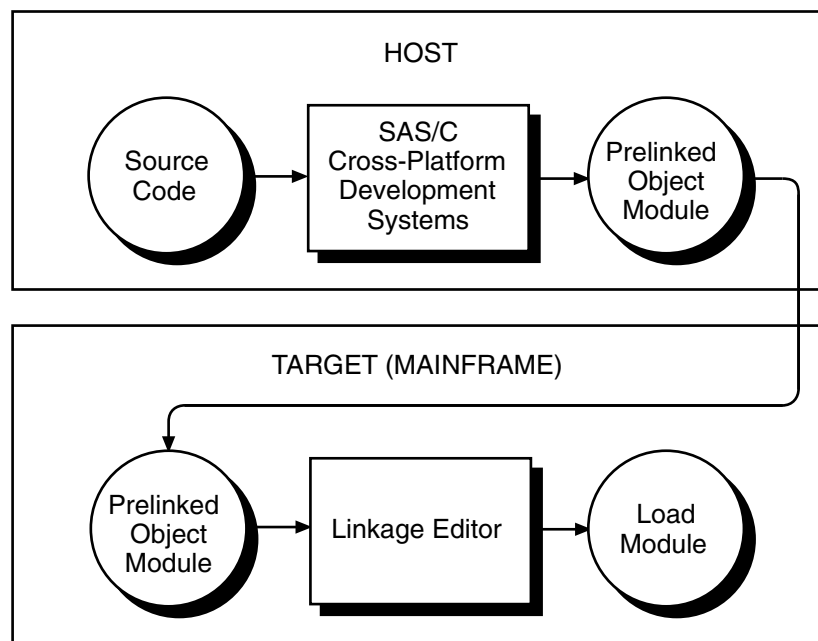 HOST
Source
Code
SAS/C
Cross-Platform
Development
Systems
Prelinked
Object
Module
TARGET (MAINFRAME)
Prelinked
Object
Module
Linkage Editor
Load
Module